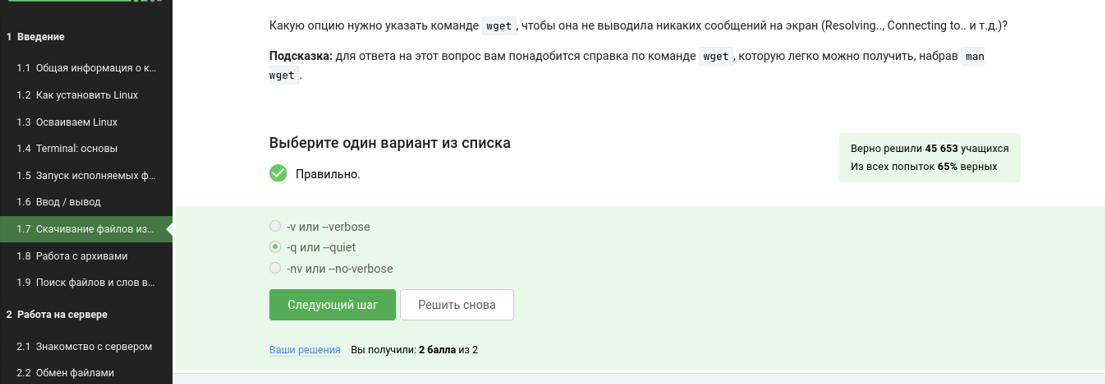 1 Введение
1.1 Общая информация о к...
1.2 Как установить Linux
1.3 Осваиваем Linux
1.4 Terminal: основы
1.5 Запуск исполняемых ф...
1.6 Ввод / вывод
1.7 Скачивание файлов из...
1.8 Работа с архивами
1.9 Поиск файлов и слов в...
2 Работа на сервере
2.1 Знакомство с сервером
2.2 Обмен файлами
Какую опцию нужно указать команде wget, чтобы она не выводила никаких сообщений на экран (Resolving.., Connecting to.. и т.д.)?
Подсказка: для ответа на этот вопрос вам понадобится справка по команде wget, которую легко можно получить, набрав man
wget.
Выберите один вариант из списка
Правильно.
Верно решили 45 653 учащихся
Из всех попыток 65% верных
-v или --verbose
-q или --quiet
-nv или --no-verbose
Следующий шаг
Решить снова
Ваши решения Вы получили: 2 балла из 2